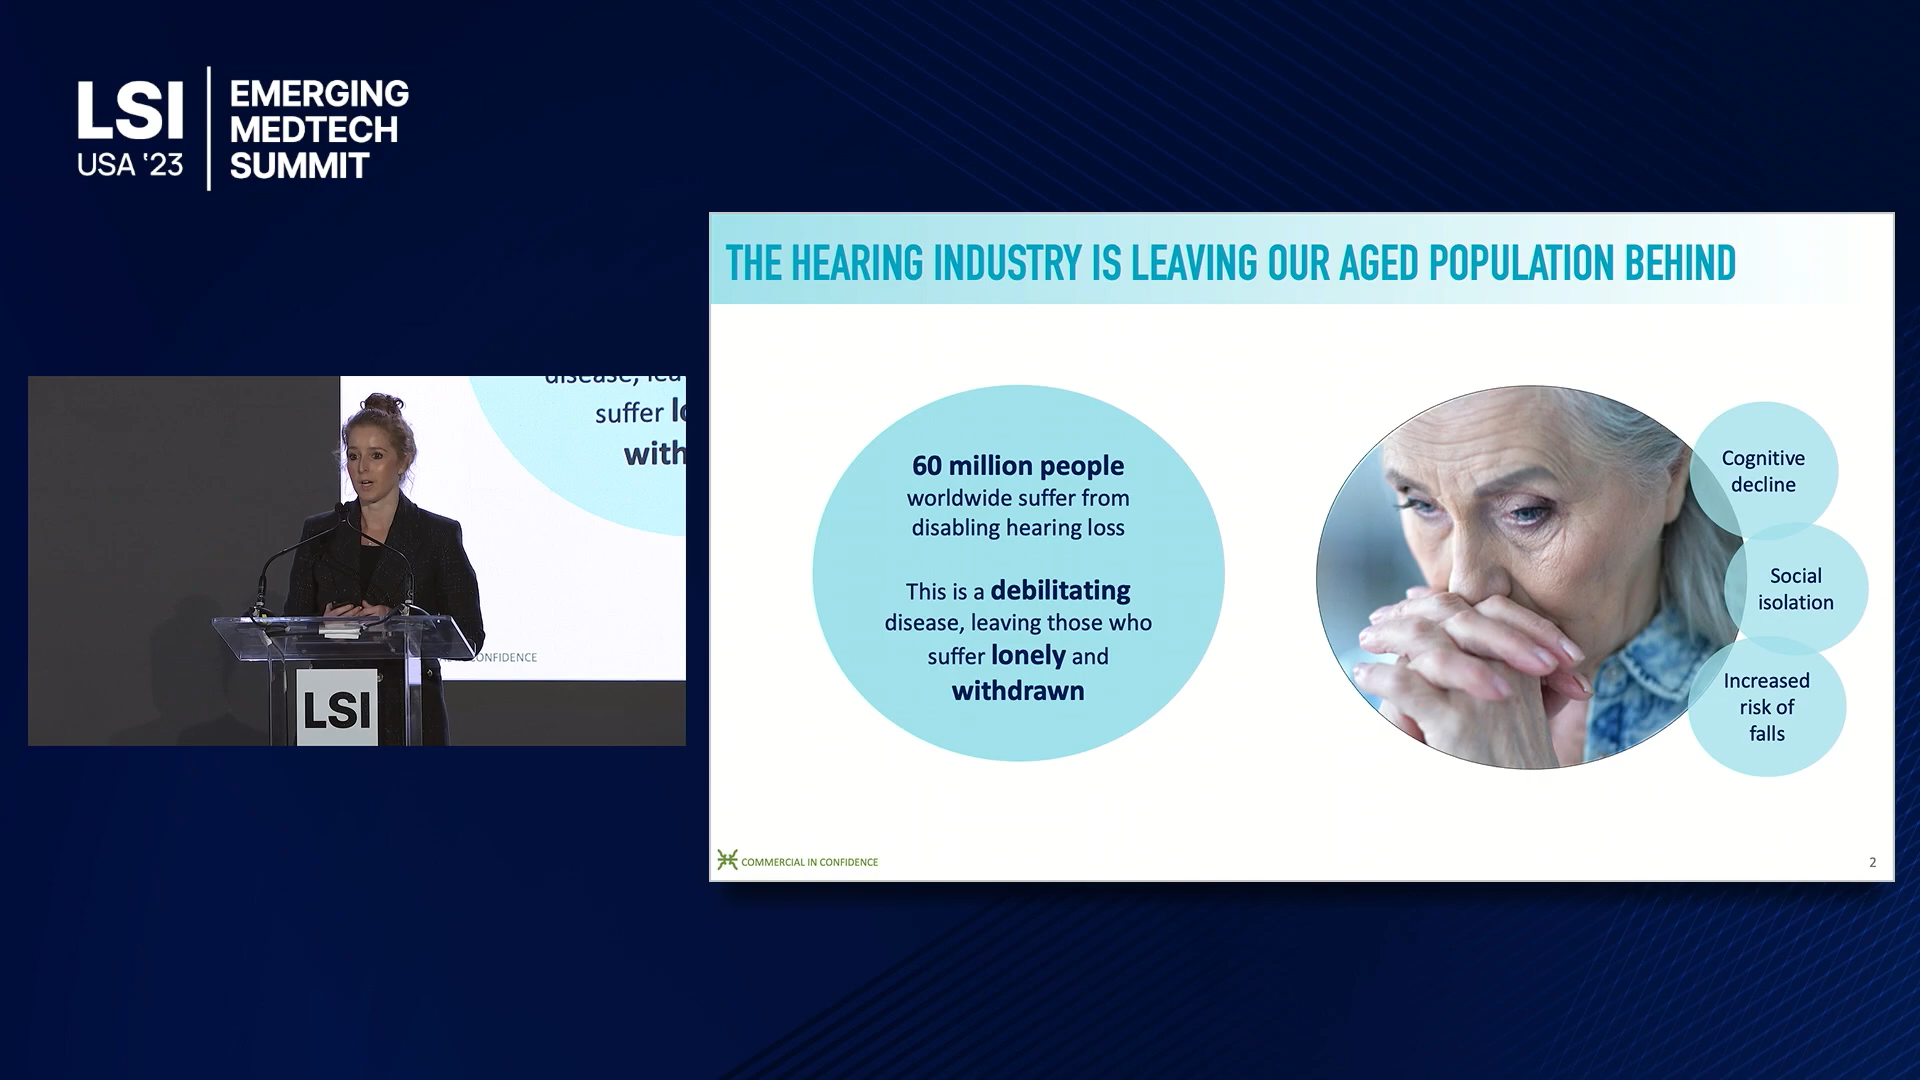 LSI
USA '23
EMERGING
MEDTECH
SUMMIT
THE HEARING INDUSTRY IS LEAVING OUR AGED POPULATION BEHIND
60 million people
worldwide suffer from
disabling hearing loss
This is a debilitating
disease, leaving those who
suffer lonely and
withdrawn
Cognitive
decline
Social
isolation
Increased
risk of
falls
COMMERCIAL IN CONFIDENCE
2
suffer
with
CONFIDENCE
LSI